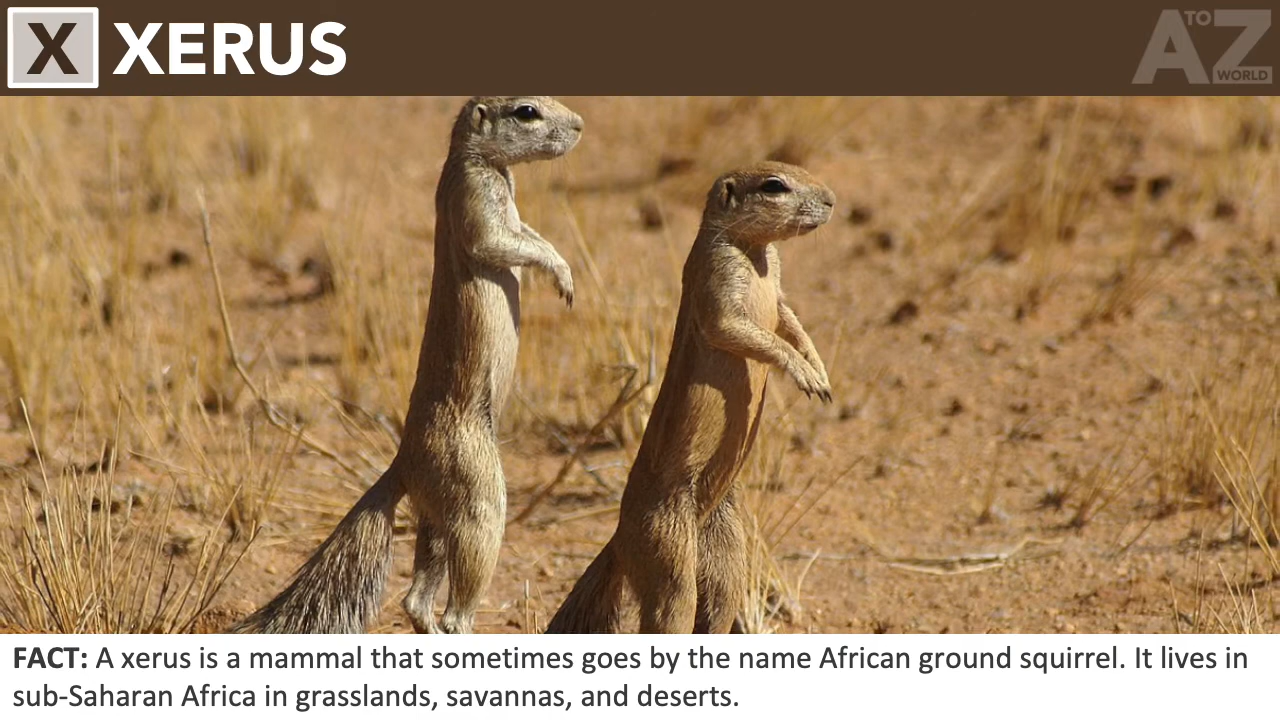 X XERUS
A TO Z
WORLD
FACT: A xerus is a mammal that sometimes goes by the name African ground squirrel. It lives in
sub-Saharan Africa in grasslands, savannas, and deserts.